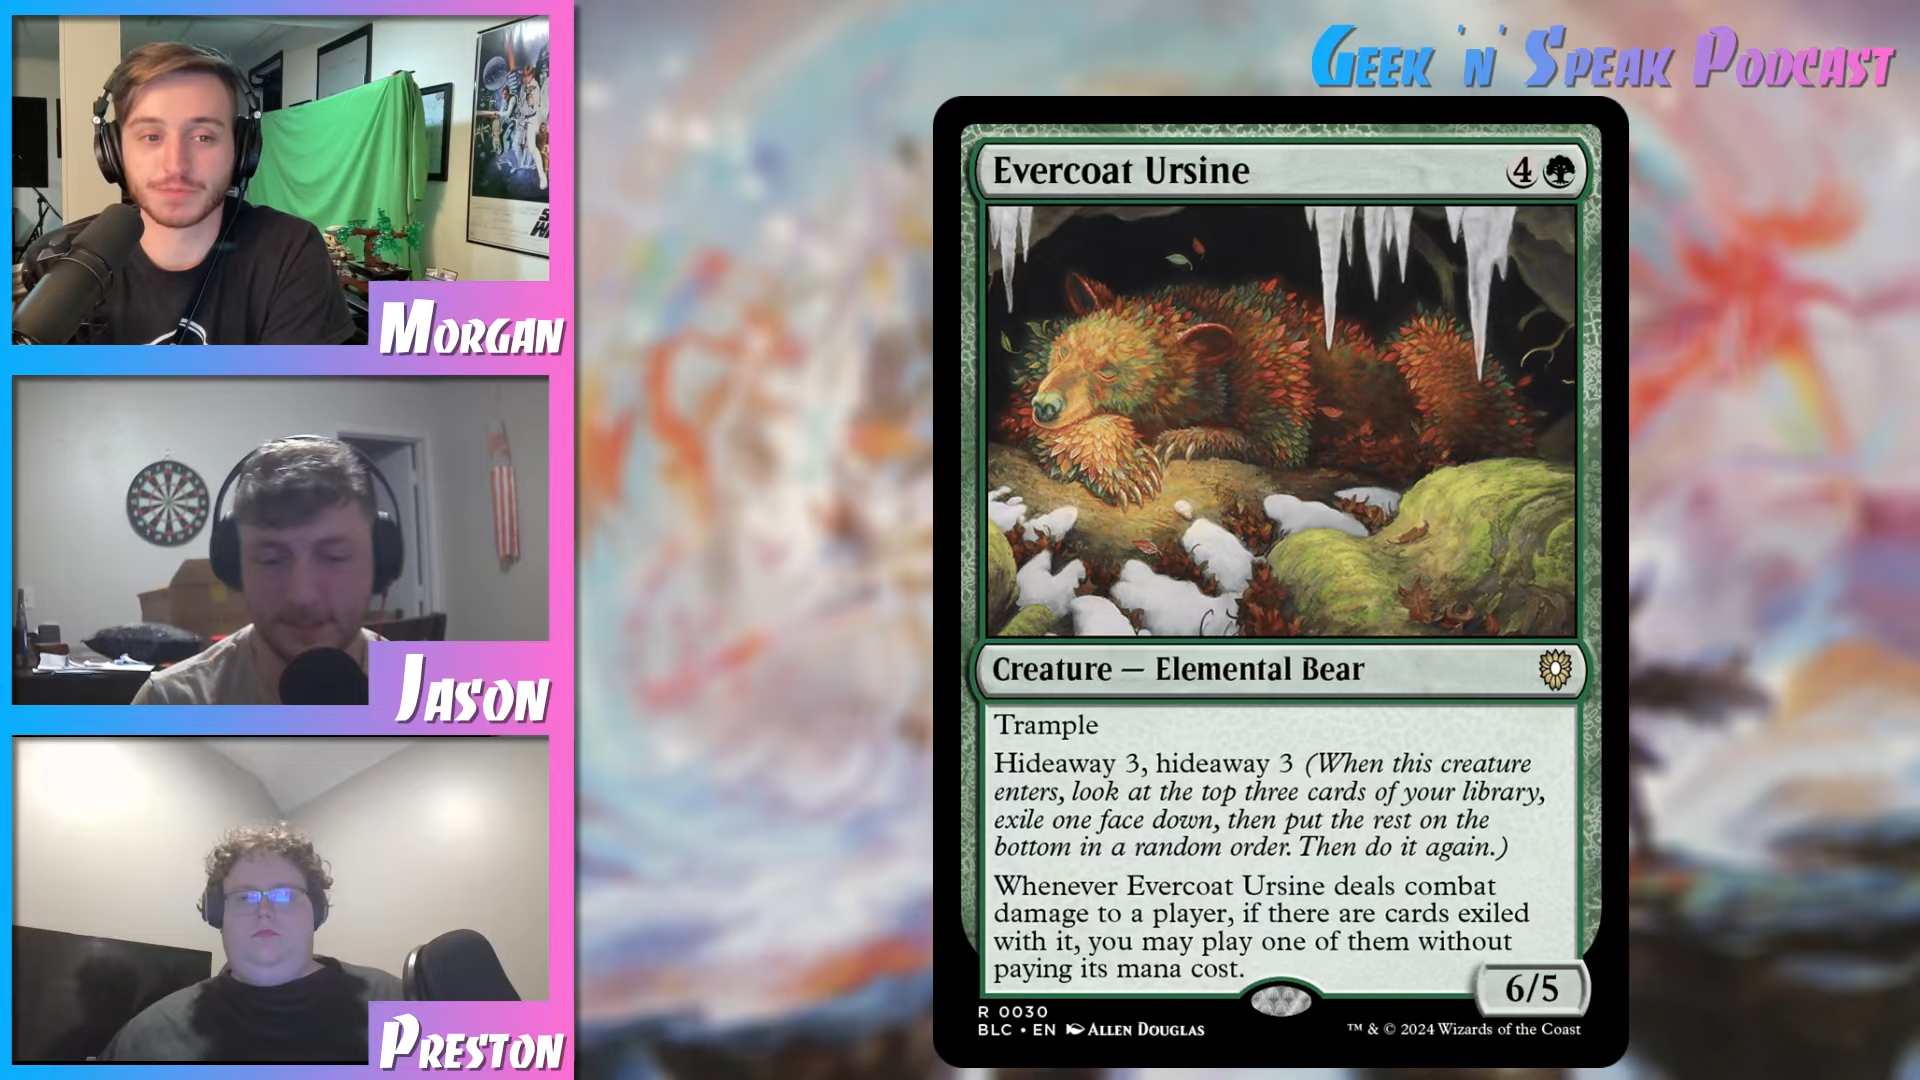 GEEK 'N' SPEAK PODCAST
MORGAN
JASON
PRESTON
Evercoat Ursine
4
Creature — Elemental Bear
Trample
Hideaway 3, hideaway 3 (When this creature
enters, look at the top three cards of your library,
exile one face down, then put the rest on the
bottom in a random order. Then do it again.)
Whenever Evercoat Ursine deals combat
damage to a player, if there are cards exiled
with it, you may play one of them without
paying its mana cost.
6/5
R 0030
BLC • EN ALLEN DOUGLAS
™ & © 2024 Wizards of the Coast